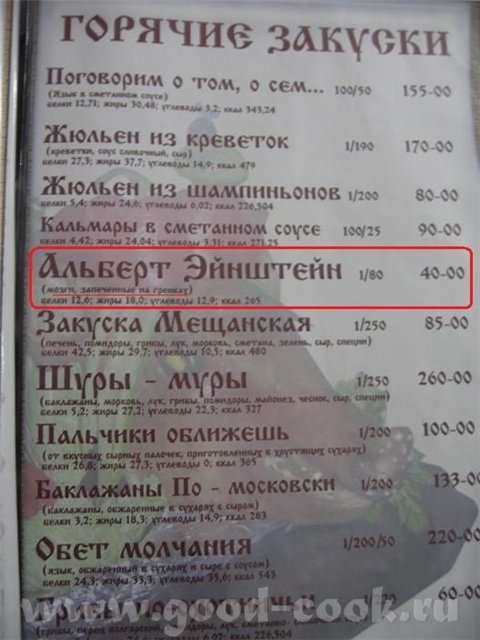 ГОРЯЧИЕ ЗАКУСКИ
Поговорим о том, о сем... 100/50 155-00
(Язык в сметанном соусе)
белки 12,71; жиры 30,48; углеводы 3,2; ккал 343,24
Жюльен из креветок 1/190 170-00
(креветки, соус сливочный, сыр)
белки 27,3; жиры 37,7; углеводы 14,9; ккал 479
Жюльен из шампиньонов 1/200 80-00
белки 5,4; жиры 24,6; углеводы 6,02; ккал 226,504
Кальмары в сметанном соусе 100/25 90-00
белки 4,42; жиры 24,04; углеводы 3,31; ккал 271,25
Альберт Эйнштейн 1/80 40-00
(мозги, запеченные на гренках)
белки 12,6; жиры 18,0; углеводы 12,9; ккал 265
Закуска Мещанская 1/250 85-00
(печень, помидоры, грибы, лук, морковь, сметана, зелень, сыр, специи)
белки 42,5; жиры 29,7; углеводы 10,5; ккал 480
Шуры - муры 1/250 260-00
(баклажаны, морковь, лук, грибы, помидоры, майонез, чеснок, сыр, специи)
белки 5,2; жиры 27,2; углеводы 22,3; ккал 327
Пальчики оближешь 1/200 100-00
(от вкусных сырных палочек, приготовленных в хрустящих сухарях)
белки 26,8; жиры 27,3; углеводы 0; ккал 365
Баклажаны По - московски 1/200 133-00
(баклажаны, обжаренные в сухарях с сыром)
белки 3,2; жиры 18,3; углеводы 14,9; ккал 283
Обет молчания 1/200/50 220-00
(язык, обжаренный в сухарях и сыре с соусом)
белки 24,3; жиры 33,3; углеводы 35,6; ккал 543
60-00
www.good-cook.ru